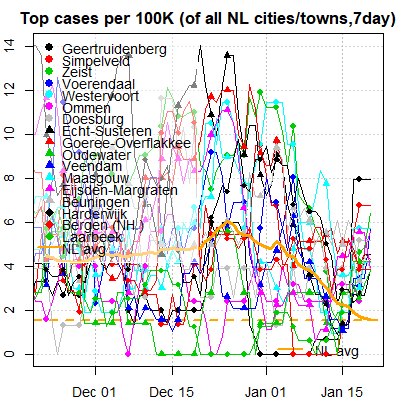 Top cases per 100K (of all NL cities/towns,7day)
14
12
10
8
6
4
2
0
Geertruidenberg
Simpelveld
Zeist
Voerendaal
Westervoort
Ommen
Doesburg
Echt-Susteren
Goeree-Overflakkee
Oudewater
Veendam
Maasgouw
Eijsden-Margraten
Beuningen
Harderwijk
Bergen (NH.)
Laarbeek
NL avg
NL avg
Dec 01
Dec 15
Jan 01
Jan 15